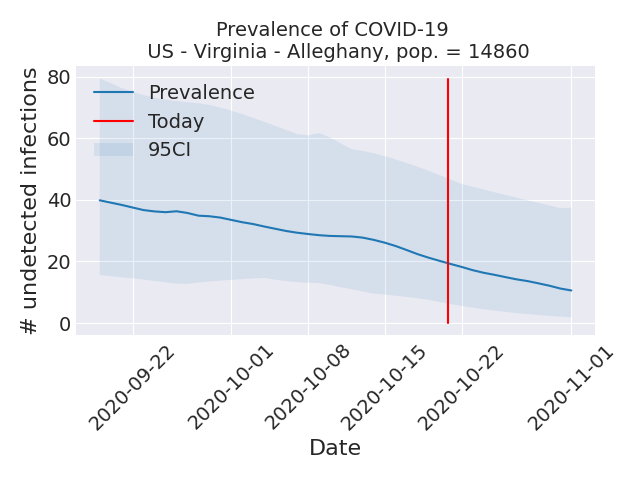 Prevalence of COVID-19
US - Virginia - Alleghany, pop. = 14860
# undetected infections
80
60
40
20
0
Prevalence
Today
95CI
2020-09-22
2020-10-01
2020-10-08
2020-10-15
2020-10-22
2020-11-01
Date